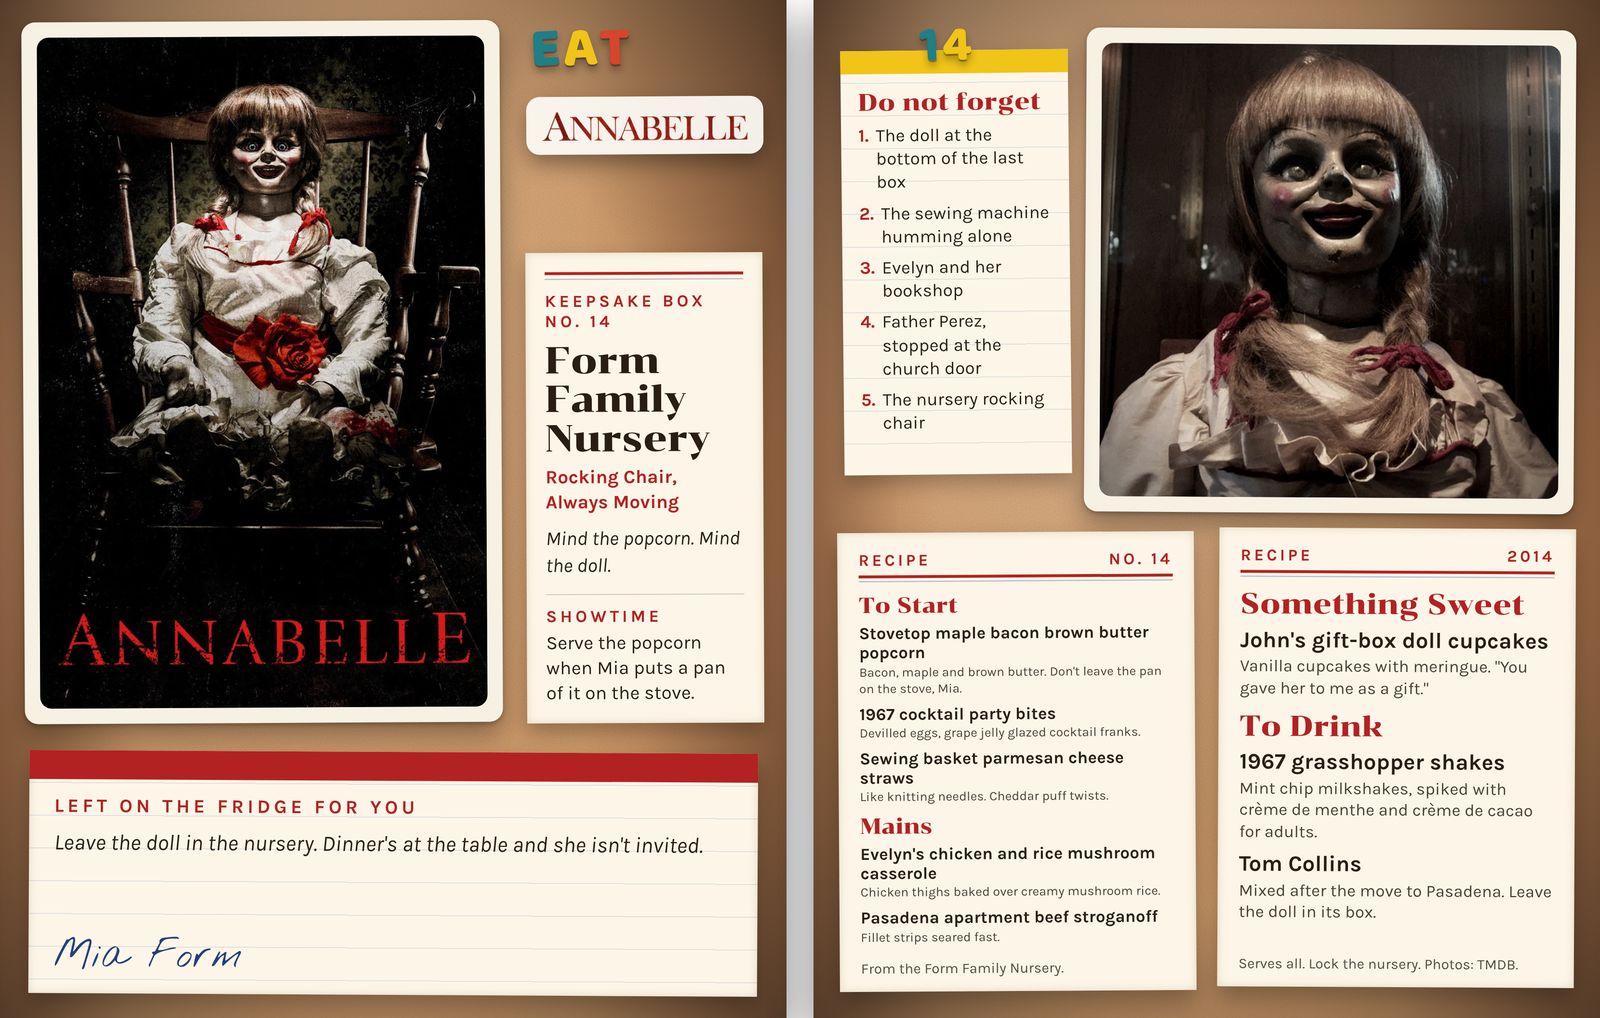 EAT
ANNABELLE
ANNABELLE
KEEPSAKE BOX
NO. 14
Form
Family
Nursery
Rocking Chair,
Always Moving
Mind the popcorn. Mind
the doll.
SHOWTIME
Serve the popcorn
when Mia puts a pan
of it on the stove.
LEFT ON THE FRIDGE FOR YOU
Leave the doll in the nursery. Dinner's at the table and she isn't invited.
Mia Form
14
Do not forget
1. The doll at the
bottom of the last
box
2. The sewing machine
humming alone
3. Evelyn and her
bookshop
4. Father Perez,
stopped at the
church door
5. The nursery rocking
chair
RECIPE NO. 14
To Start
Stovetop maple bacon brown butter
popcorn
Bacon, maple and brown butter. Don't leave the pan
on the stove, Mia.
1967 cocktail party bites
Devilled eggs, grape jelly glazed cocktail franks.
Sewing basket parmesan cheese
straws
Like knitting needles. Cheddar puff twists.
Mains
Evelyn's chicken and rice mushroom
casserole
Chicken thighs baked over creamy mushroom rice.
Pasadena apartment beef stroganoff
Fillet strips seared fast.
From the Form Family Nursery.
RECIPE 2014
Something Sweet
John's gift-box doll cupcakes
Vanilla cupcakes with meringue. "You
gave her to me as a gift."
To Drink
1967 grasshopper shakes
Mint chip milkshakes, spiked with
crème de menthe and crème de cacao
for adults.
Tom Collins
Mixed after the move to Pasadena. Leave
the doll in its box.
Serves all. Lock the nursery. Photos: TMDB.